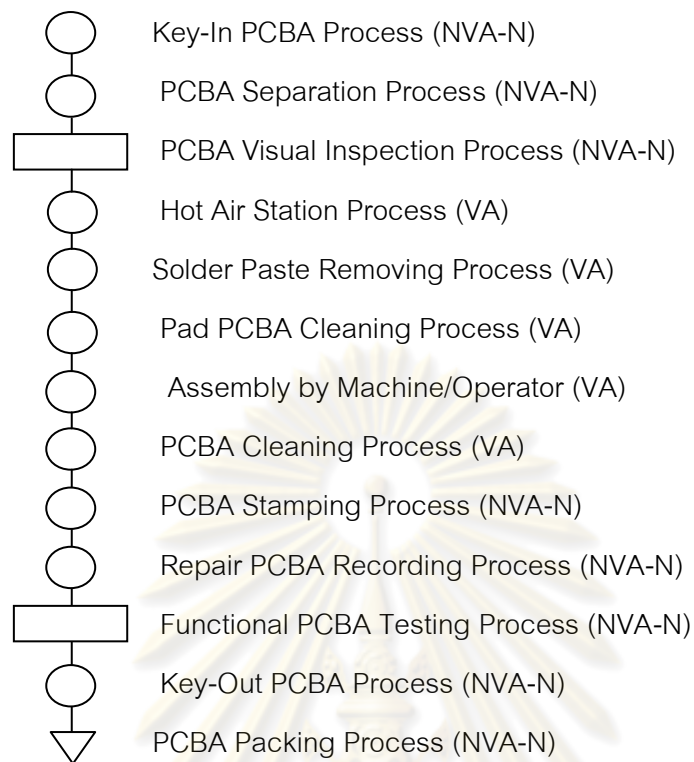 Key-In PCBA Process (NVA-N)
PCBA Separation Process (NVA-N)
PCBA Visual Inspection Process (NVA-N)
Hot Air Station Process (VA)
Solder Paste Removing Process (VA)
Pad PCBA Cleaning Process (VA)
Assembly by Machine/Operator (VA)
PCBA Cleaning Process (VA)
PCBA Stamping Process (NVA-N)
Repair PCBA Recording Process (NVA-N)
Functional PCBA Testing Process (NVA-N)
Key-Out PCBA Process (NVA-N)
PCBA Packing Process (NVA-N)